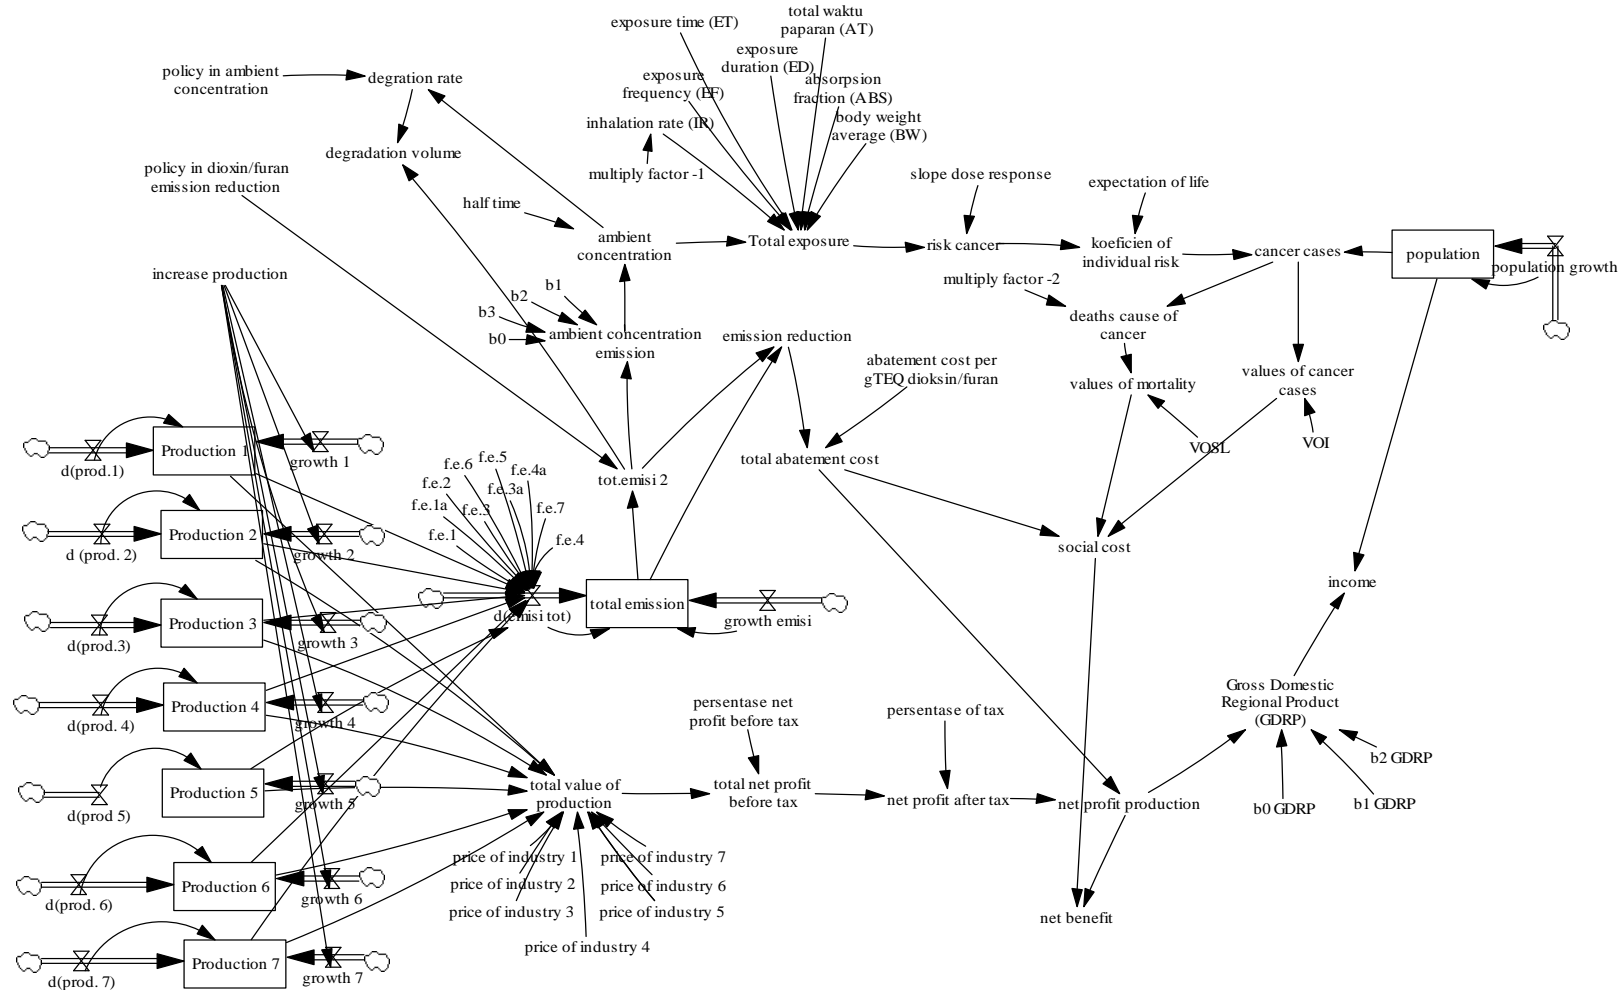 exposure time (ET)
total waktu
paparan (AT)
exposure
duration (ED)
policy in ambient
concentration
degration rate
exposure
frequency (EF)
absorpsion
fraction (ABS)
inhalation rate (IR)
body weight
average (BW)
degradation volume
policy in dioxin/furan
emission reduction
multiply factor -1
slope dose response
expectation of life
half time
ambient
concentration
Total exposure
risk cancer
koeficien of
individual risk
cancer cases
population
population growth
increase production
multiply factor -2
b1
b2
b3
b0
ambient concentration
emission
emission reduction
deaths cause of
cancer
abatement cost per
gTEQ dioksin/furan
values of mortality
values of cancer
cases
VOSL
VOI
d(prod.1)
Production 1
growth 1
total abatement cost
tot.emisi 2
f.e.5
f.e.6
f.e.4a
f.e.2
f.e.3a
f.e.1a
f.e.3
f.e.7
f.e.1
f.e.4
d (prod. 2)
Production 2
growth 2
social cost
income
d(emisi tot)
total emission
growth emisi
d(prod.3)
Production 3
growth 3
d(prod. 4)
Production 4
growth 4
persentase net
profit before tax
persentase of tax
Gross Domestic
Regional Product
(GDRP)
b2 GDRP
b1 GDRP
b0 GDRP
d(prod 5)
Production 5
growth 5
total value of
production
total net profit
before tax
net profit after tax
net profit production
price of industry 1
price of industry 7
price of industry 2
price of industry 6
price of industry 3
price of industry 5
price of industry 4
d(prod. 6)
Production 6
growth 6
net benefit
d(prod. 7)
Production 7
growth 7